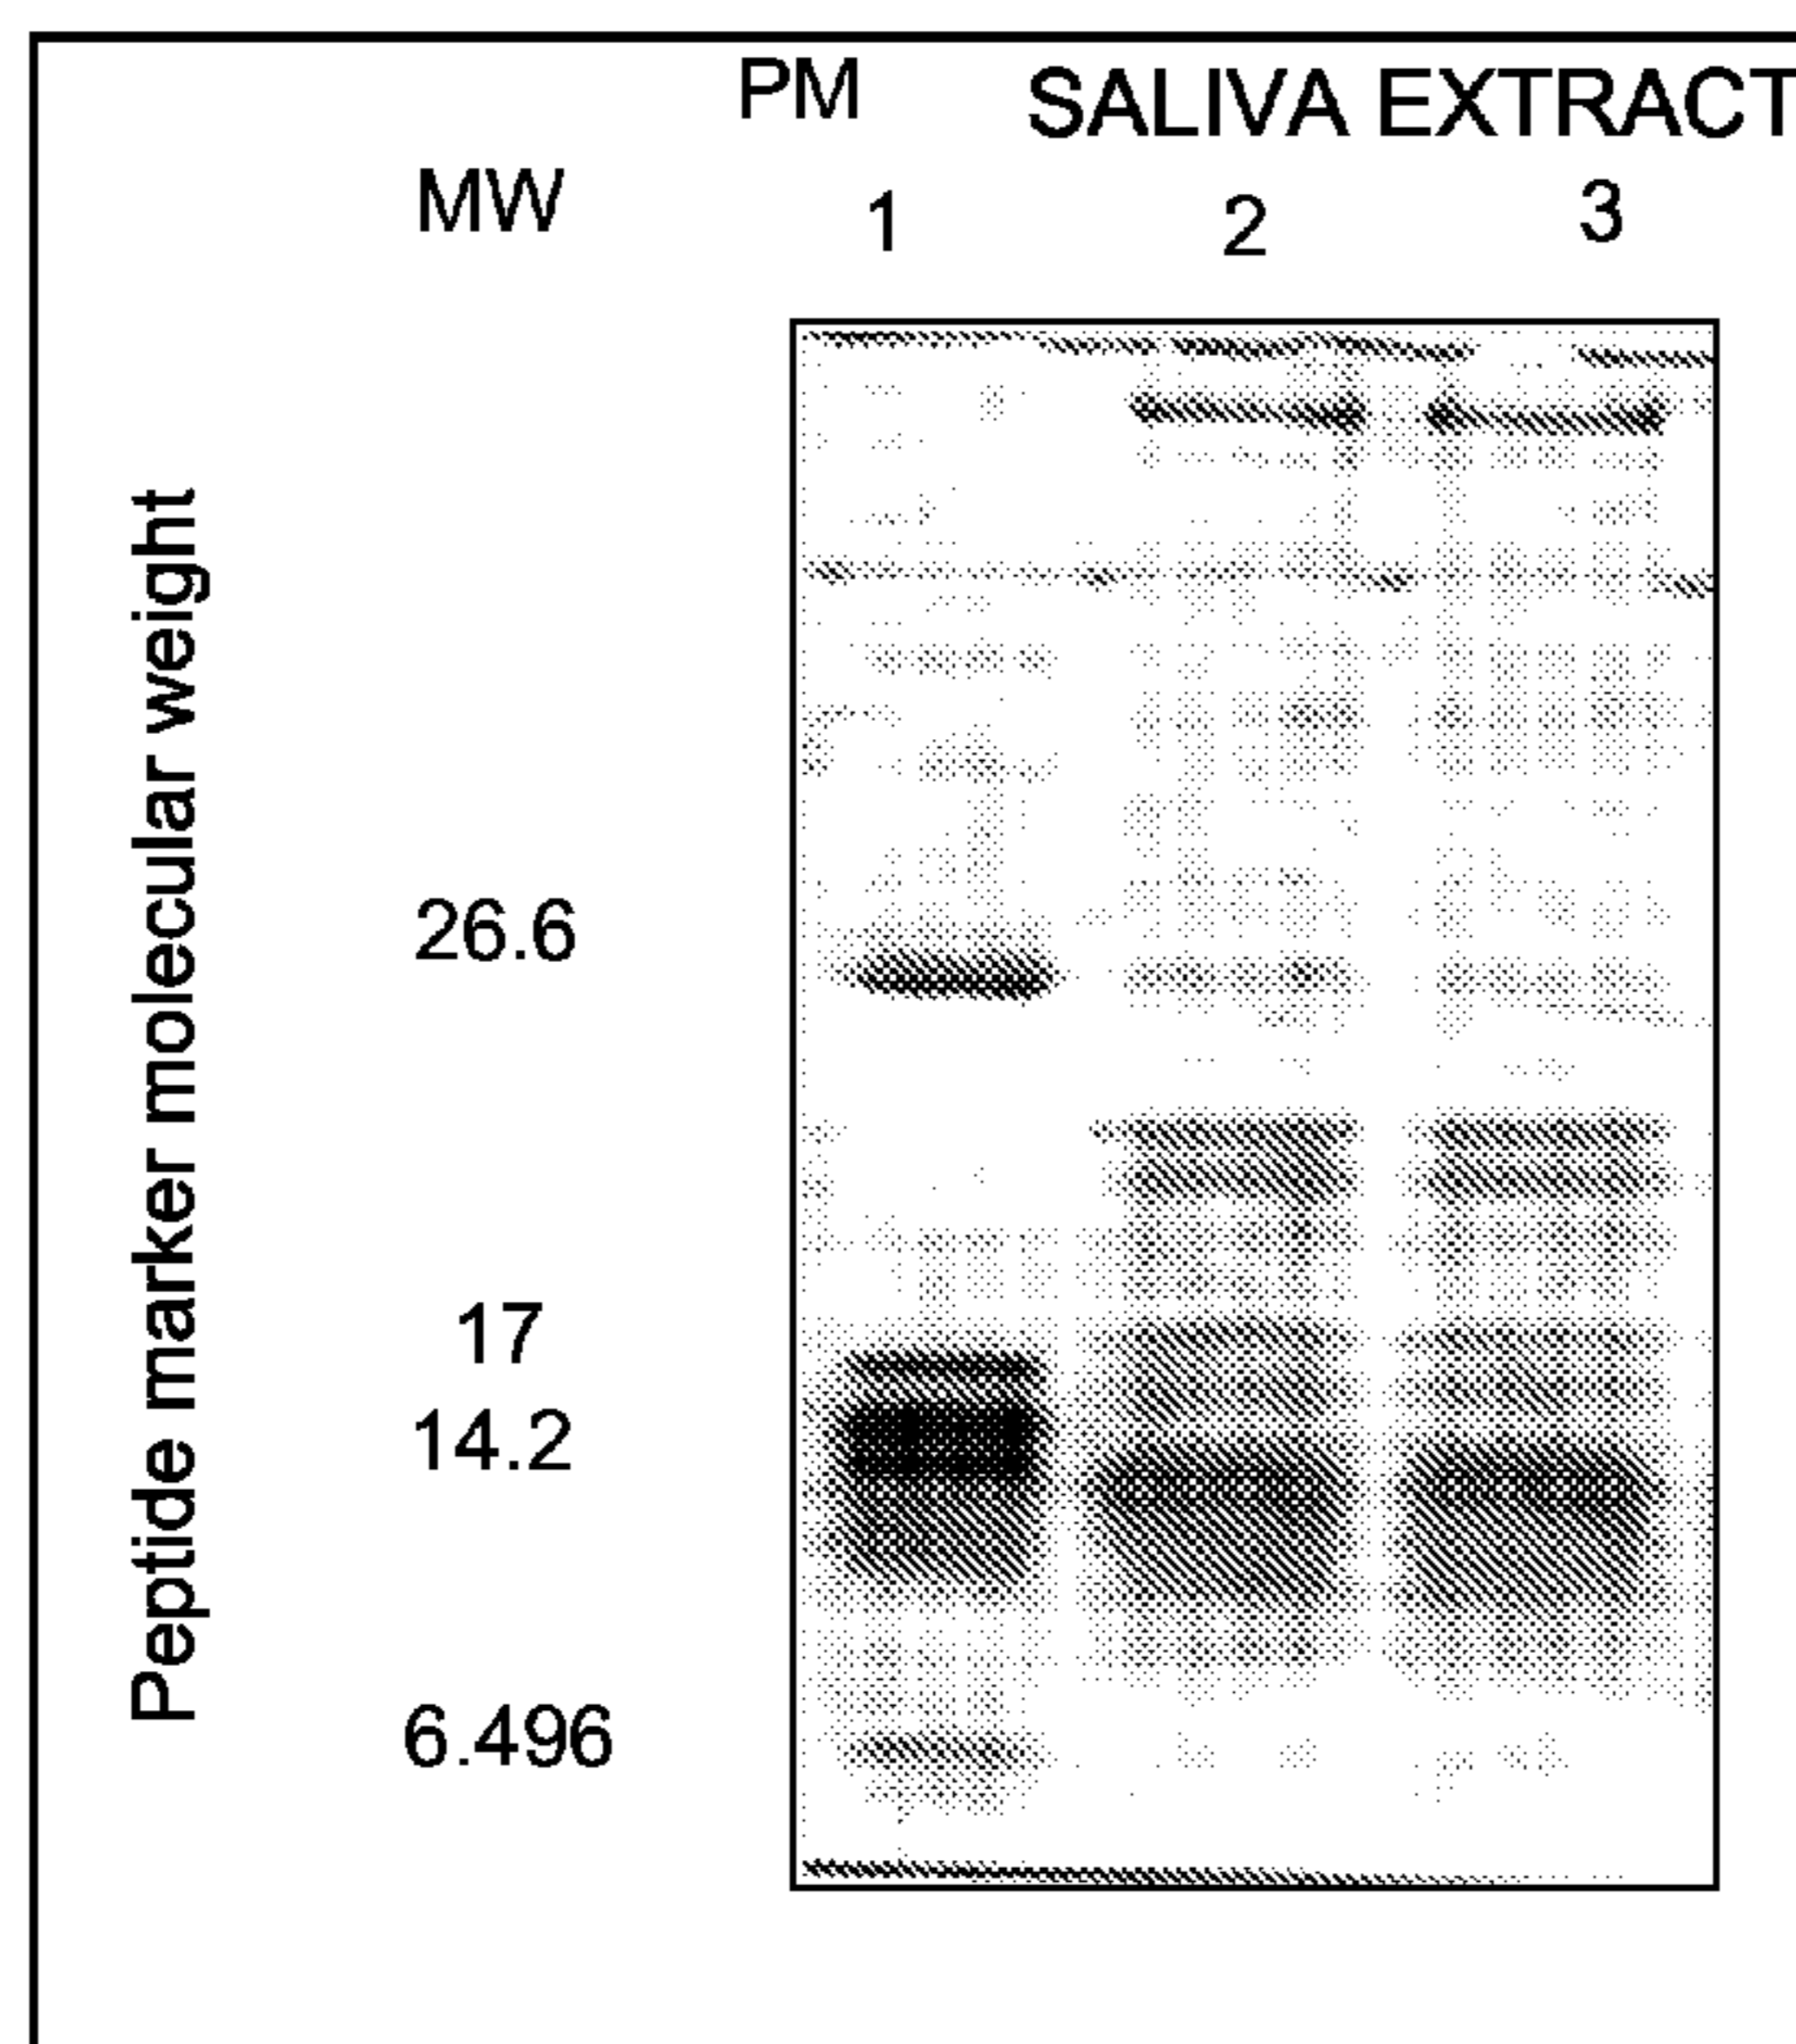 PM SALIVA EXTRACT
MW 1 2 3
Peptide marker molecular weight
26.6
17
14.2
6.496